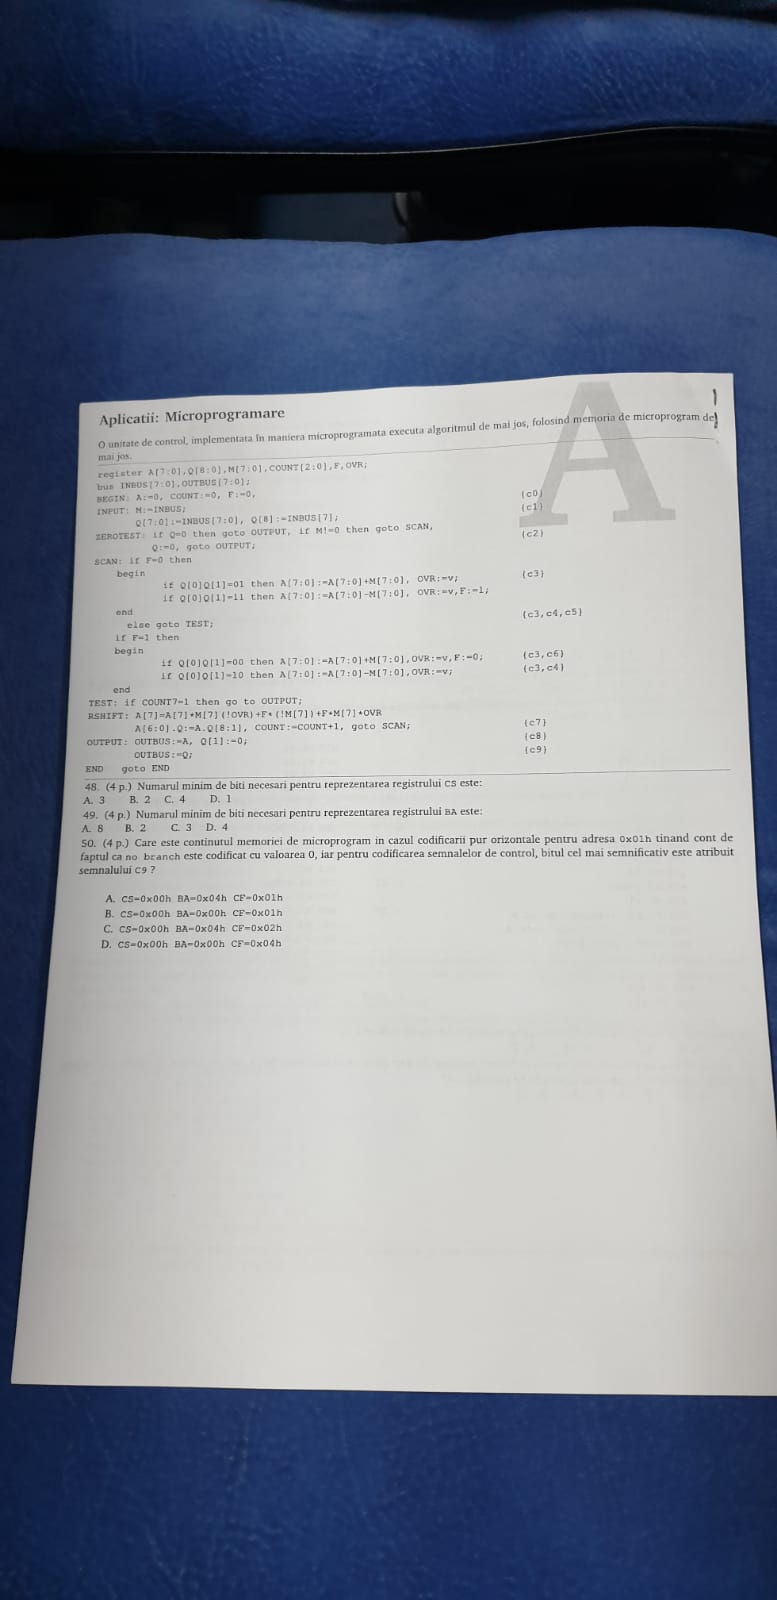 A
1
Aplicatii: Microprogramare
O unitate de control, implementata în maniera microprogramata executa algoritmul de mai jos, folosind memoria de microprogram de
mai jos.
register A[7:0],Q[8:0],M[7:0],COUNT[2:0],F,OVR;
bus INBUS[7:0],OUTBUS[7:0];
BEGIN: A:=0, COUNT:=0, F:=0, {c0}
INPUT: M:=INBUS; {c1}
Q[7:0]:=INBUS[7:0], Q[8]:=INBUS[7];
ZEROTEST: if Q=0 then goto OUTPUT, if M!=0 then goto SCAN, {c2}
Q:=0, goto OUTPUT;
SCAN: if F=0 then
begin
if Q[0]Q[1]=01 then A[7:0]:=A[7:0]+M[7:0], OVR:=v; {c3}
if Q[0]Q[1]=11 then A[7:0]:=A[7:0]-M[7:0], OVR:=v,F:=1;
end {c3,c4,c5}
else goto TEST;
if F=1 then
begin
if Q[0]Q[1]=00 then A[7:0]:=A[7:0]+M[7:0],OVR:=v,F:=0; {c3,c6}
if Q[0]Q[1]=10 then A[7:0]:=A[7:0]-M[7:0],OVR:=v; {c3,c4}
end
TEST: if COUNT7=1 then go to OUTPUT;
RSHIFT: A[7]=A[7]*M[7](!OVR)+F*(!M[7])+F*M[7]*OVR
A[6:0].Q:=A.Q[8:1], COUNT:=COUNT+1, goto SCAN; {c7}
OUTPUT: OUTBUS:=A, Q[1]:=0; {c8}
OUTBUS:=Q; {c9}
END goto END
48. (4 p.) Numarul minim de biti necesari pentru reprezentarea registrului CS este:
A. 3 B. 2 C. 4 D. 1
49. (4 p.) Numarul minim de biti necesari pentru reprezentarea registrului BA este:
A. 8 B. 2 C. 3 D. 4
50. (4 p.) Care este continutul memoriei de microprogram in cazul codificarii pur orizontale pentru adresa 0x01h tinand cont de
faptul ca no branch este codificat cu valoarea 0, iar pentru codificarea semnalelor de control, bitul cel mai semnificativ este atribuit
semnalului c9 ?
A. CS=0x00h BA=0x04h CF=0x01h
B. CS=0x00h BA=0x00h CF=0x01h
C. CS=0x00h BA=0x04h CF=0x02h
D. CS=0x00h BA=0x00h CF=0x04h